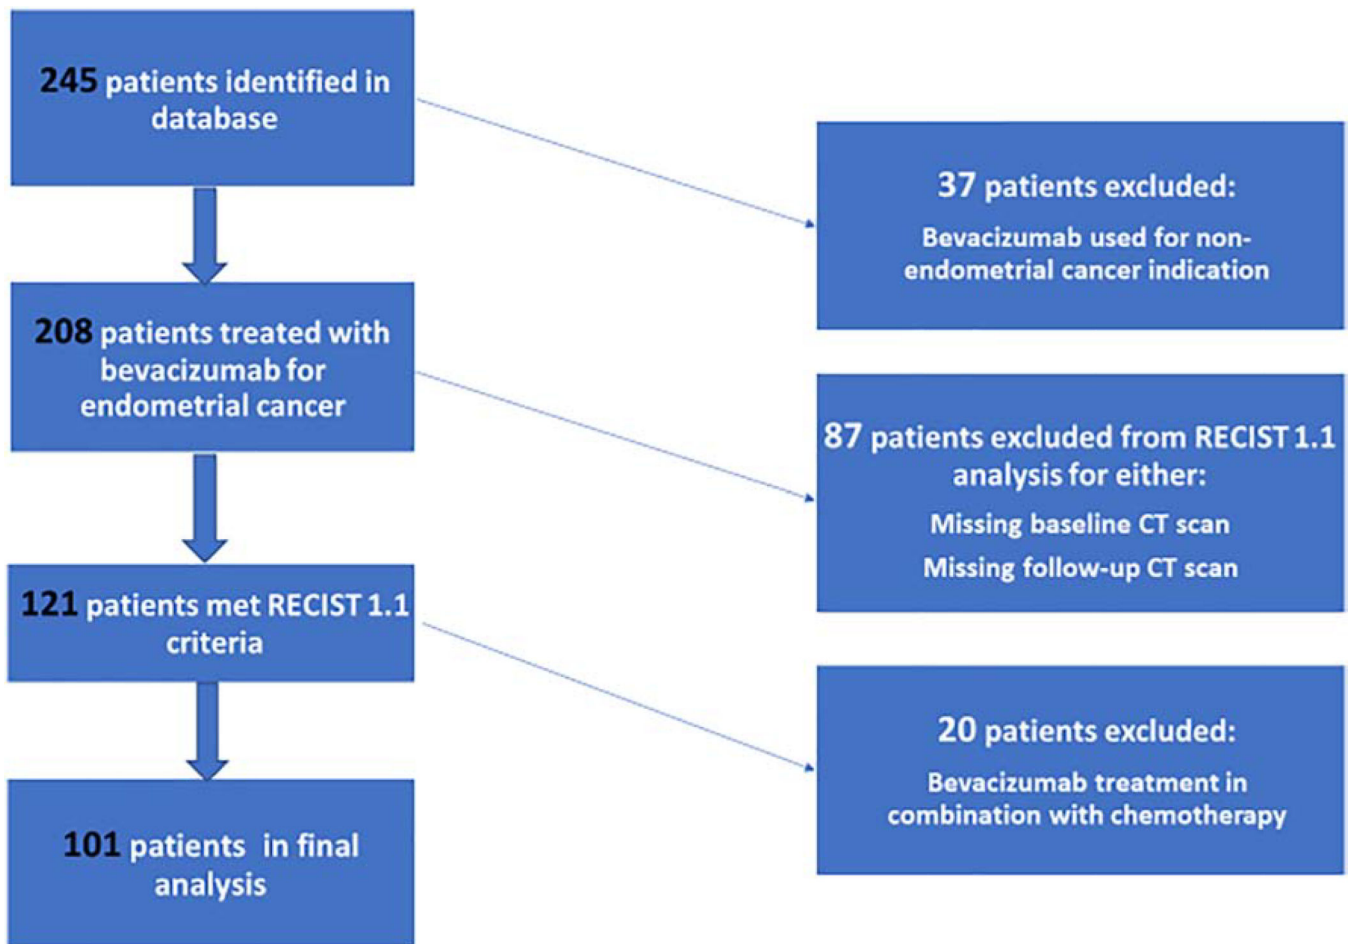 245 patients identified in
database
37 patients excluded:
Bevacizumab used for non-
endometrial cancer indication
208 patients treated with
bevacizumab for
endometrial cancer
87 patients excluded from RECIST 1.1
analysis for either:
Missing baseline CT scan
Missing follow-up CT scan
121 patients met RECIST 1.1
criteria
20 patients excluded:
Bevacizumab treatment in
combination with chemotherapy
101 patients in final
analysis